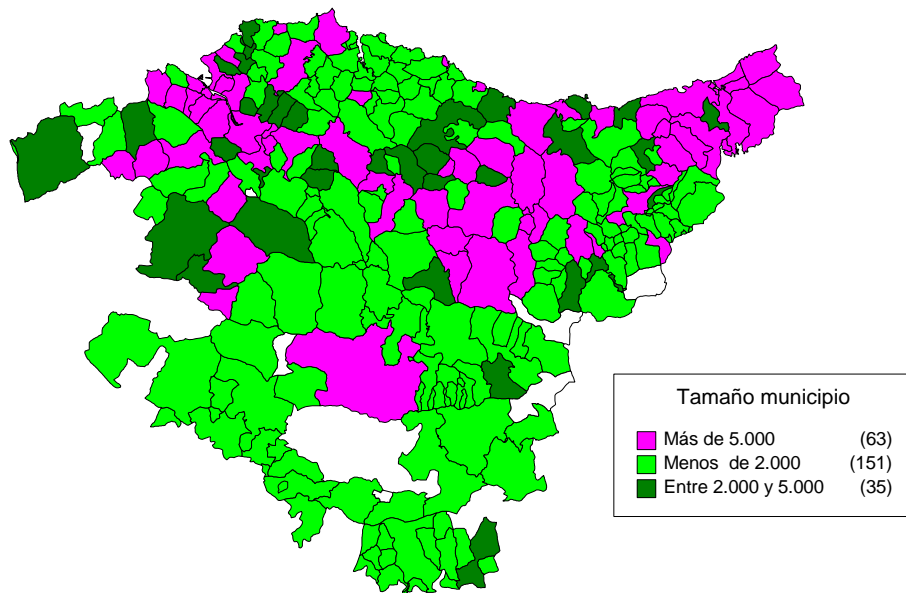 Tamaño municipio
Más de 5.000 (63)
Menos de 2.000 (151)
Entre 2.000 y 5.000 (35)